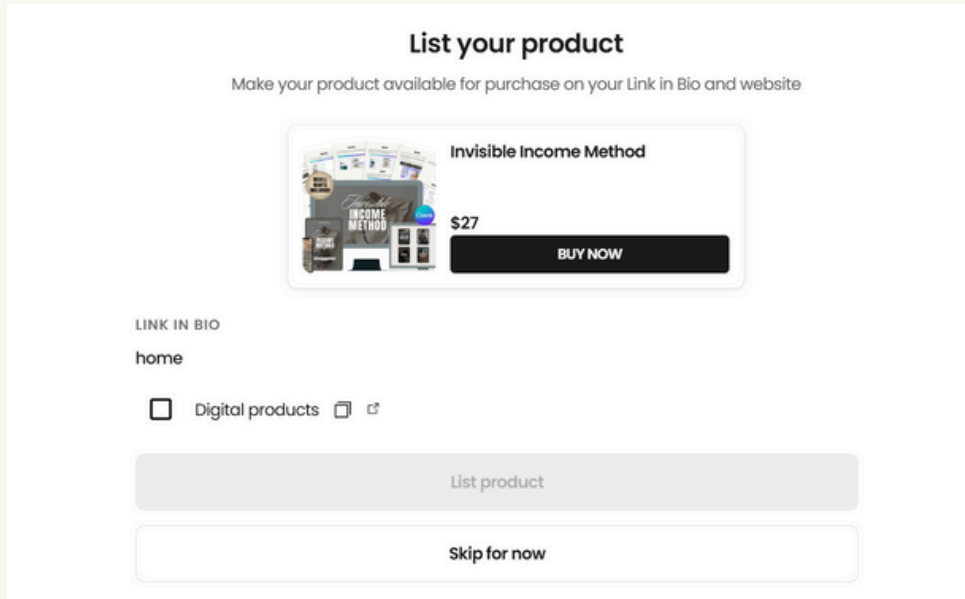 List your product
Make your product available for purchase on your Link in Bio and website
Invisible Income Method
INCOME
METHOD
Canva
$27
BUY NOW
LINK IN BIO
home
Digital products
List product
Skip for now